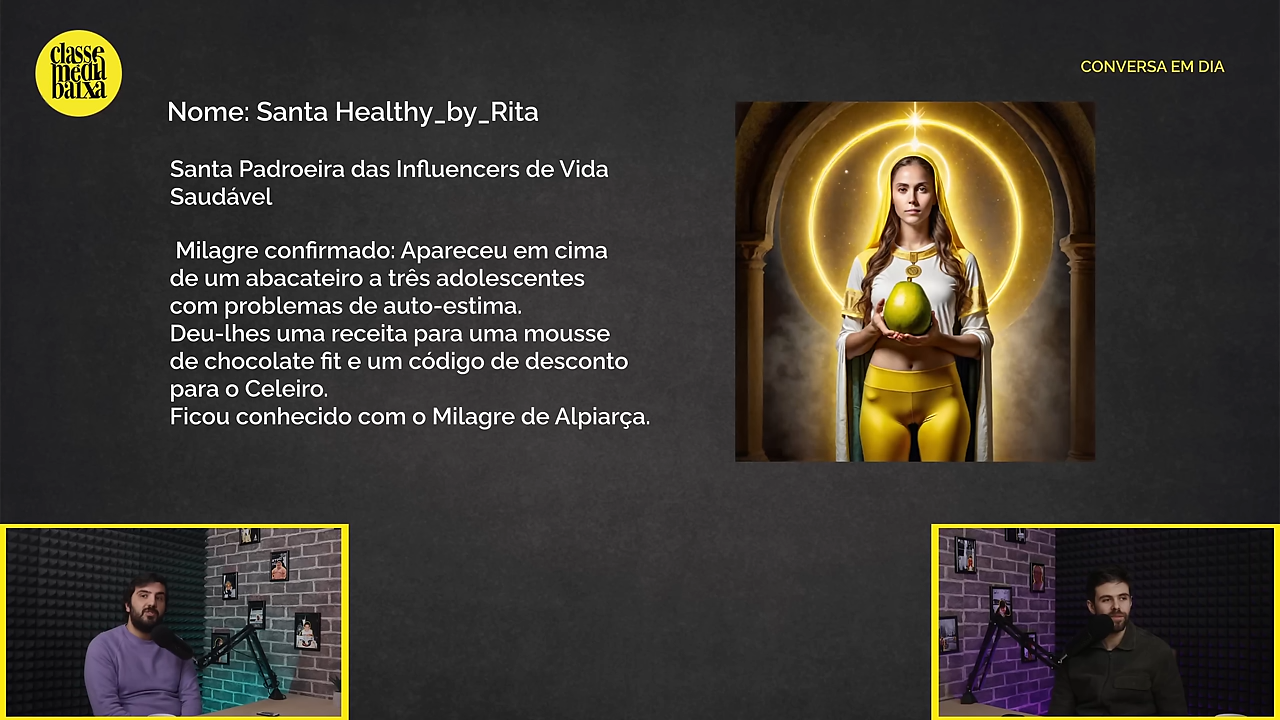 classe
média
baixa
CONVERSA EM DIA
Nome: Santa Healthy_by_Rita
Santa Padroeira das Influencers de Vida
Saudável
Milagre confirmado: Apareceu em cima
de um abacateiro a três adolescentes
com problemas de auto-estima.
Deu-lhes uma receita para uma mousse
de chocolate fit e um código de desconto
para o Celeiro.
Ficou conhecido com o Milagre de Alpiarça.